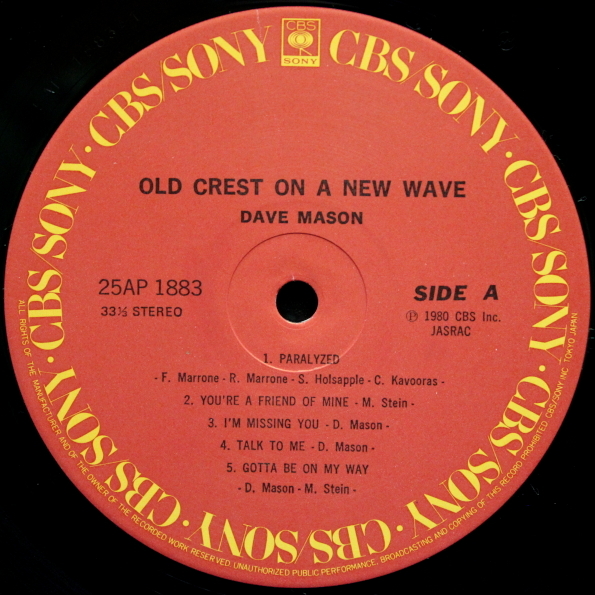 CBS/SONY · CBS/SONY · CBS/SONY · CBS/SONY · CBS/SONY · CBS/SONY · CBS/SONY · CBS/SONY
CBS
SONY
OLD CREST ON A NEW WAVE
DAVE MASON
25AP 1883
33⅓ STEREO
SIDE A
Ⓟ 1980 CBS Inc.
JASRAC
1. PARALYZED
- F. Marrone - R. Marrone - S. Holsapple - C. Kavooras -
2. YOU'RE A FRIEND OF MINE - M. Stein -
3. I'M MISSING YOU - D. Mason -
4. TALK TO ME - D. Mason -
5. GOTTA BE ON MY WAY
- D. Mason - M. Stein -
ALL RIGHTS OF THE MANUFACTURER AND OF THE OWNER OF THE RECORDED WORK RESERVED. UNAUTHORIZED PUBLIC PERFORMANCE, BROADCASTING AND COPYING OF THIS RECORD PROHIBITED CBS/SONY INC. TOKYO JAPAN